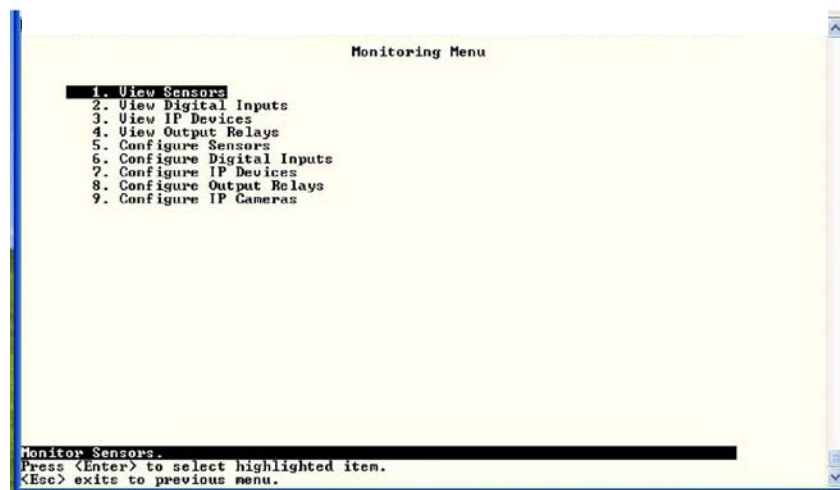 Monitoring Menu
1. View Sensors
2. View Digital Inputs
3. View IP Devices
4. View Output Relays
5. Configure Sensors
6. Configure Digital Inputs
7. Configure IP Devices
8. Configure Output Relays
9. Configure IP Cameras
Monitor Sensors.
Press <Enter> to select highlighted item.
<Esc> exits to previous menu.